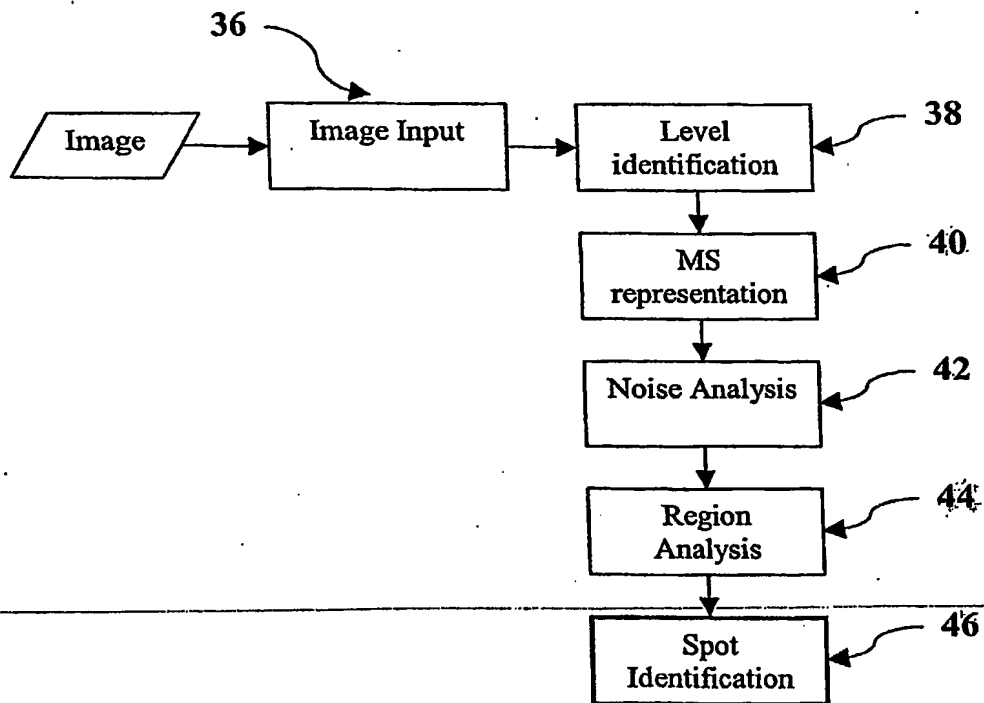 36
Image
Image Input
Level
identification
38
MS
representation
40
Noise Analysis
42
Region
Analysis
44
Spot
Identification
46